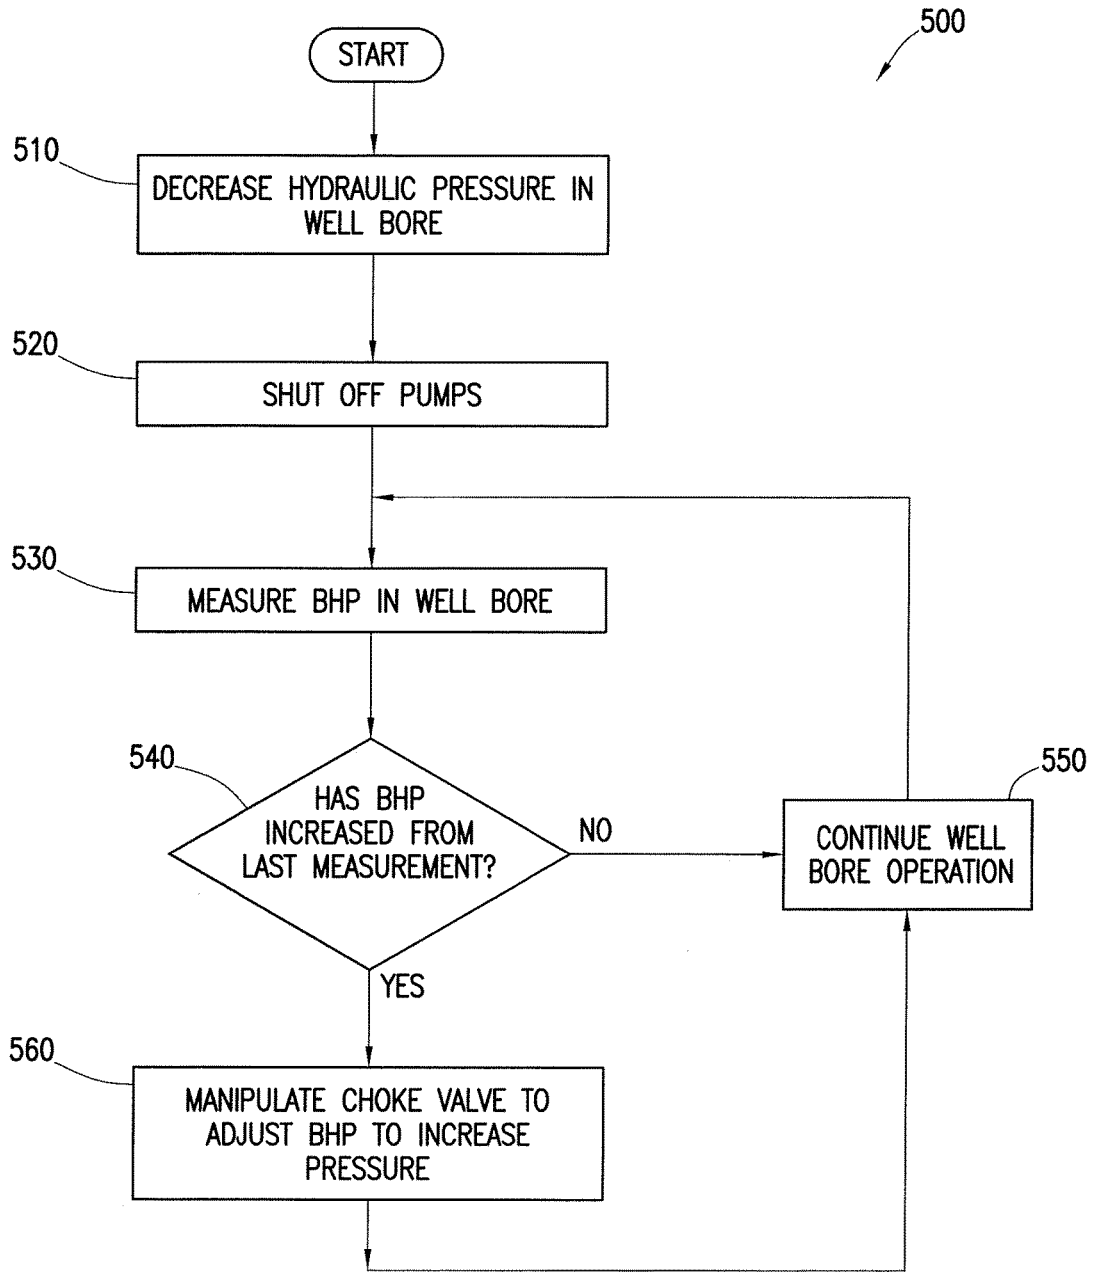 500
START
510
DECREASE HYDRAULIC PRESSURE IN
WELL BORE
520
SHUT OFF PUMPS
530
MEASURE BHP IN WELL BORE
540
HAS BHP
INCREASED FROM
LAST MEASUREMENT?
NO
550
CONTINUE WELL
BORE OPERATION
YES
560
MANIPULATE CHOKE VALVE TO
ADJUST BHP TO INCREASE
PRESSURE